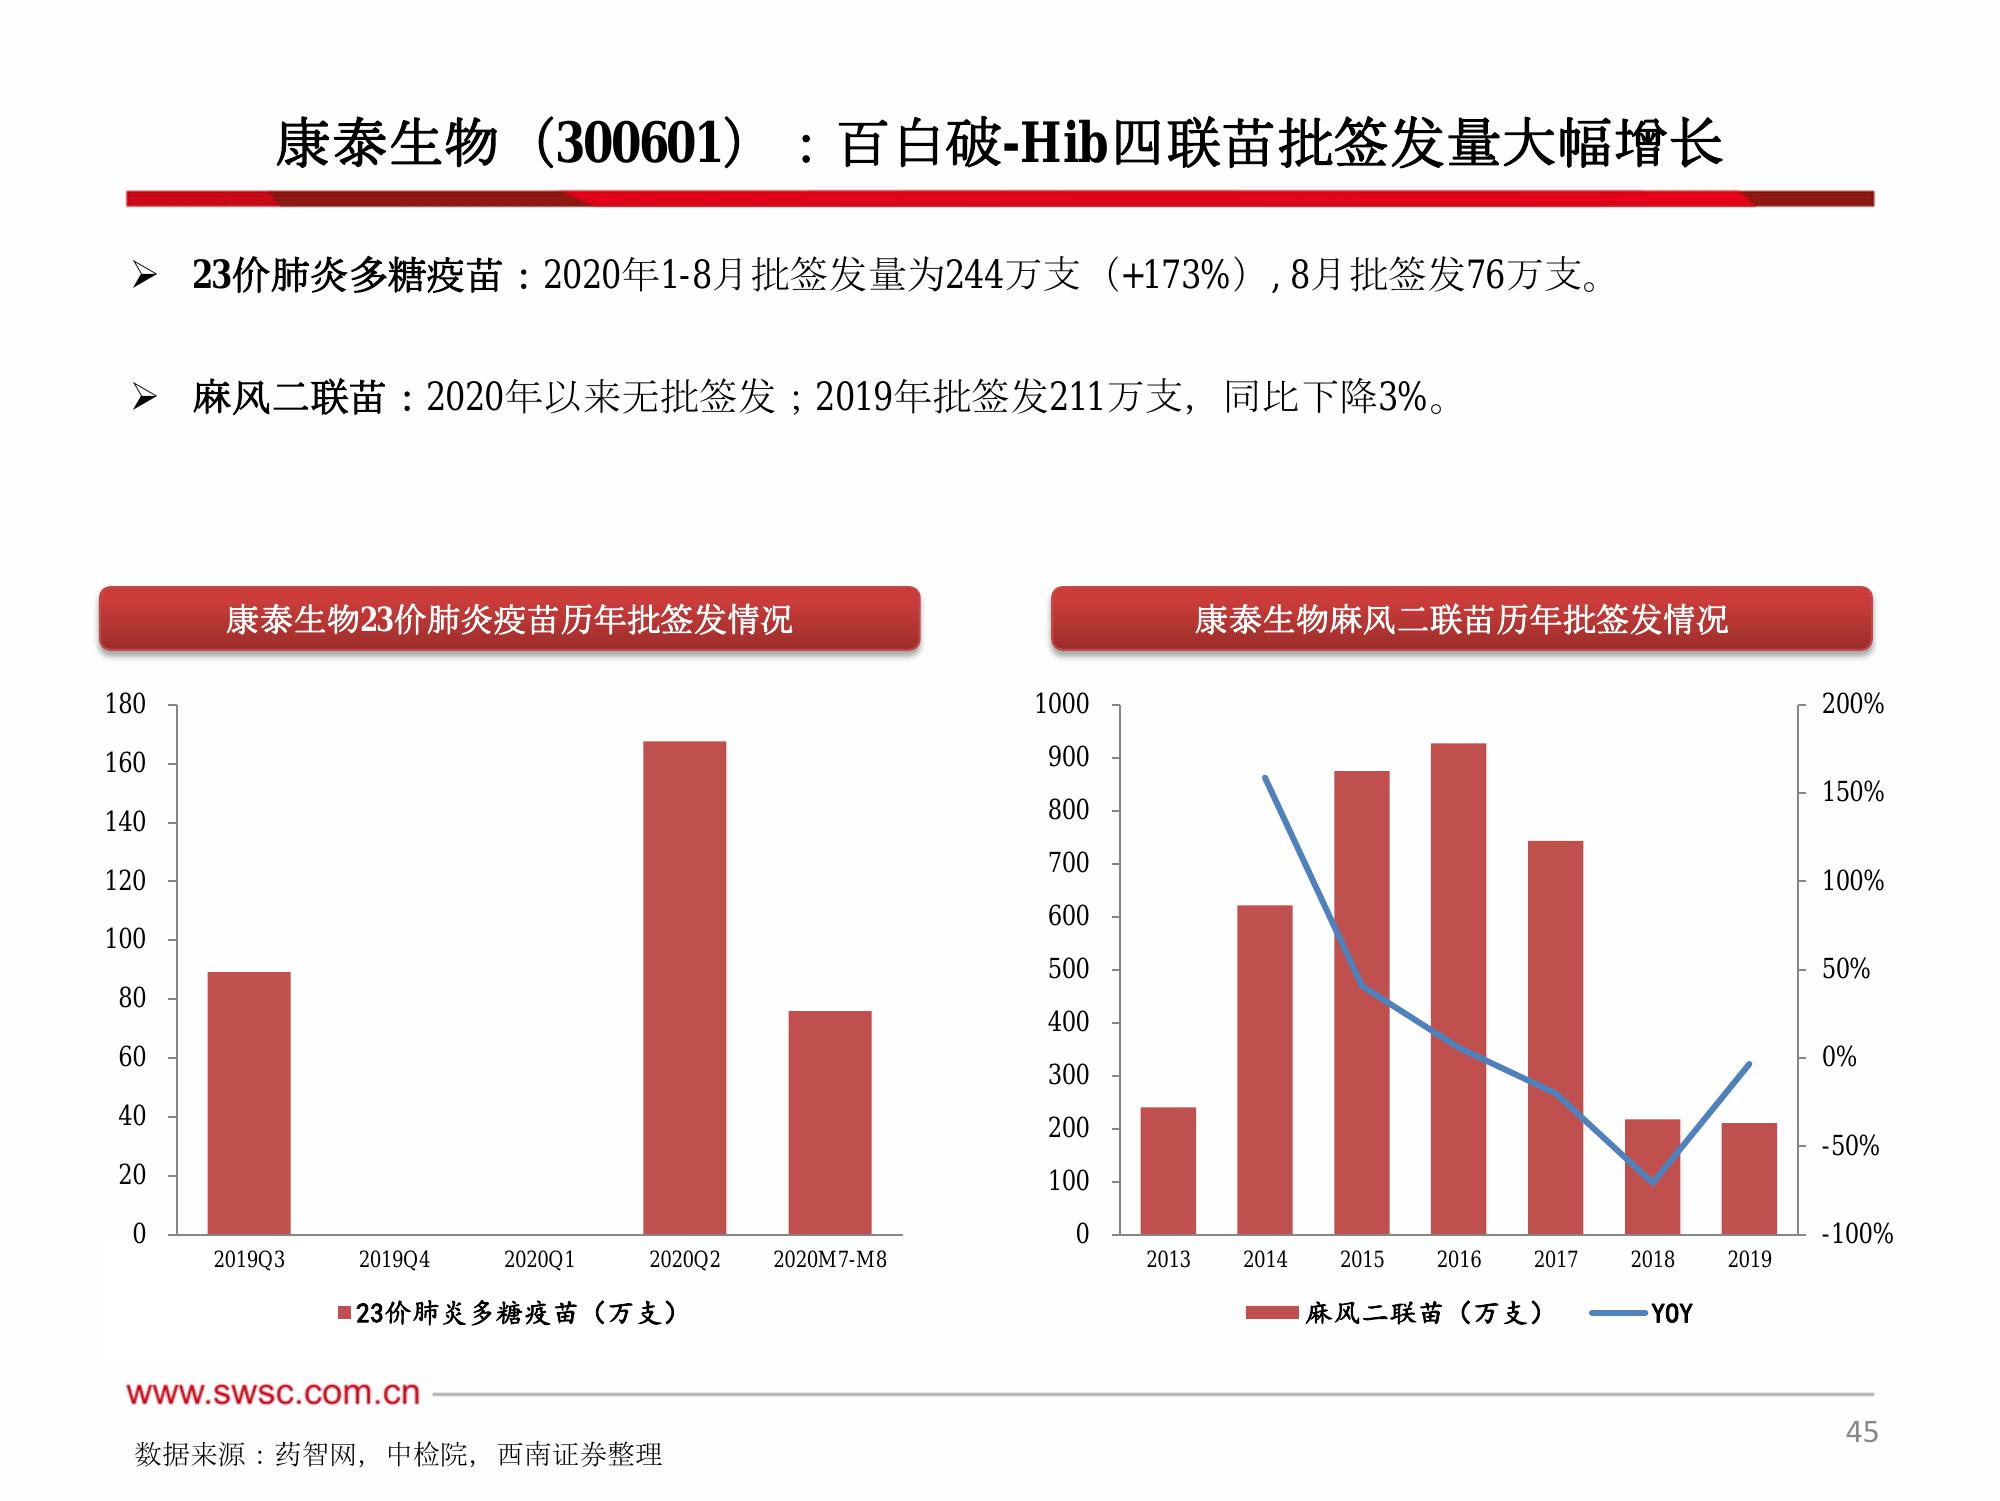 康泰生物（300601）：百白破-Hib四联苗批签发量大幅增长
➢ 23价肺炎多糖疫苗：2020年1-8月批签发量为244万支（+173%）, 8月批签发76万支。
➢ 麻风二联苗：2020年以来无批签发；2019年批签发211万支，同比下降3%。
康泰生物23价肺炎疫苗历年批签发情况
180
160
140
120
100
80
60
40
20
0
2019Q3 2019Q4 2020Q1 2020Q2 2020M7-M8
23价肺炎多糖疫苗（万支）
康泰生物麻风二联苗历年批签发情况
1000
900
800
700
600
500
400
300
200
100
0
200%
150%
100%
50%
0%
-50%
-100%
2013 2014 2015 2016 2017 2018 2019
麻风二联苗（万支） YOY
www.swsc.com.cn
45
数据来源：药智网，中检院，西南证券整理